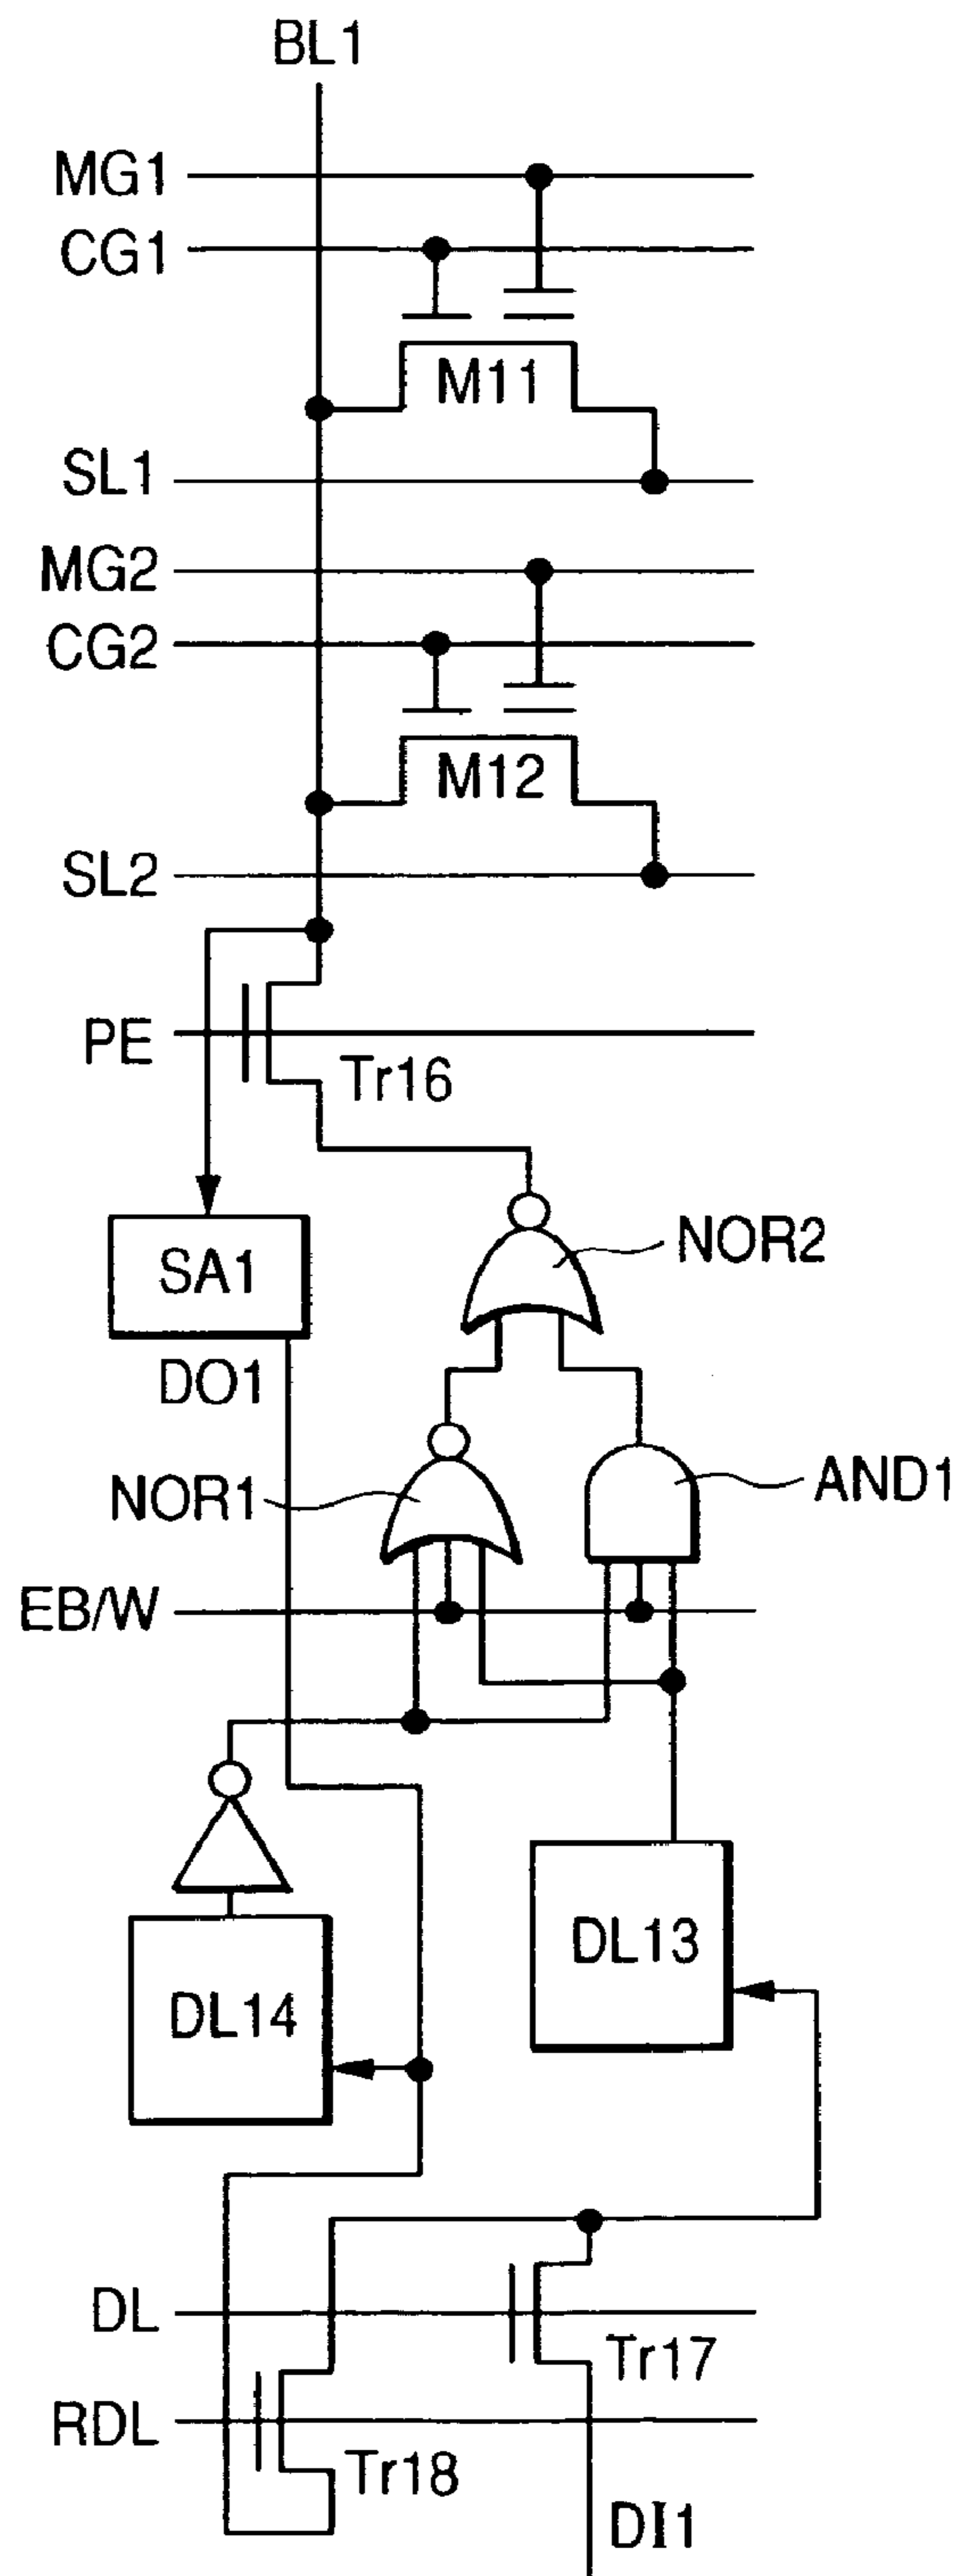 BL1
MG1
CG1
M11
SL1
MG2
CG2
M12
SL2
PE
Tr16
SA1
NOR2
DO1
NOR1
AND1
EB/W
DL13
DL14
DL
Tr17
RDL
Tr18
DI1